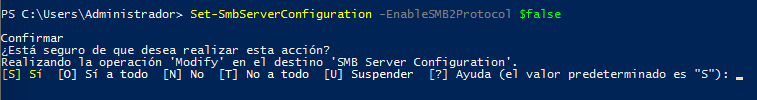 PS C:\Users\Administrador> Set-SmbServerConfiguration -EnableSMB2Protocol $false
Confirmar
¿Está seguro de que desea realizar esta acción?
Realizando la operación 'Modify' en el destino 'SMB Server Configuration'.
[S] Sí  [O] Sí a todo  [N] No  [T] No a todo  [U] Suspender  [?] Ayuda (el valor predeterminado es "S"):